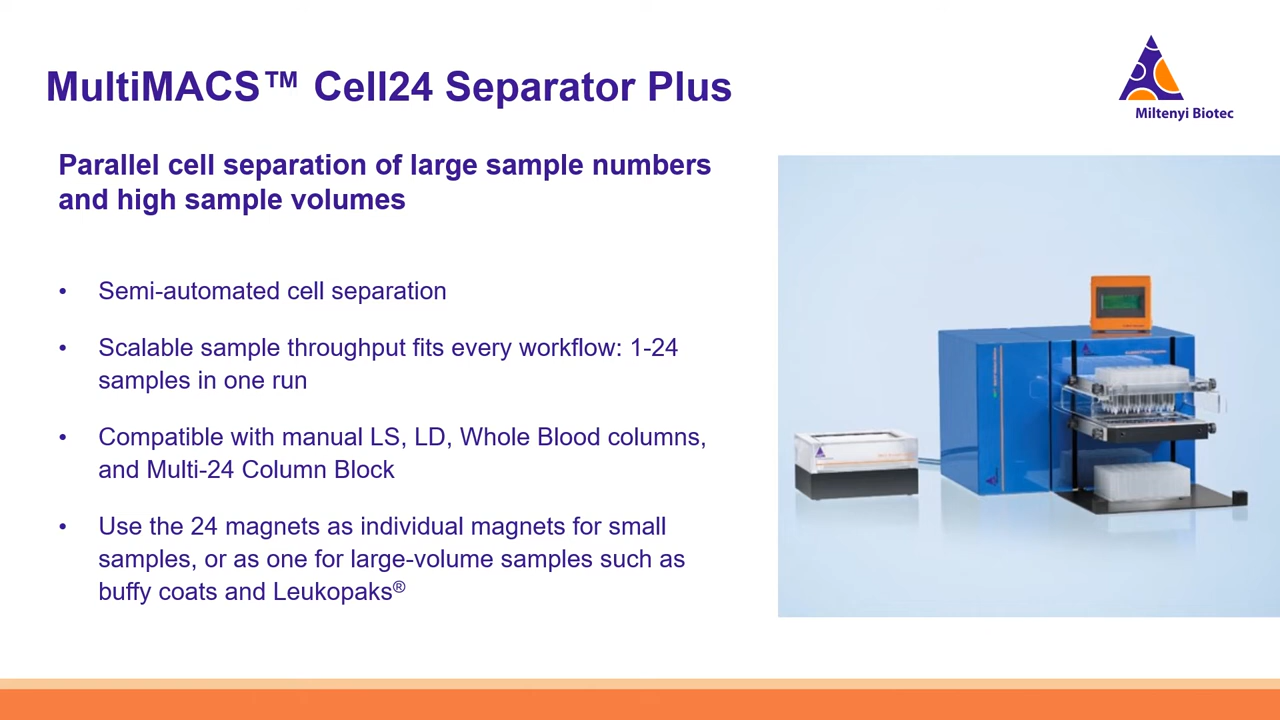 MultiMACS™ Cell24 Separator Plus
Miltenyi Biotec
Parallel cell separation of large sample numbers
and high sample volumes
• Semi-automated cell separation
• Scalable sample throughput fits every workflow: 1-24
samples in one run
• Compatible with manual LS, LD, Whole Blood columns,
and Multi-24 Column Block
• Use the 24 magnets as individual magnets for small
samples, or as one for large-volume samples such as
buffy coats and Leukopaks®